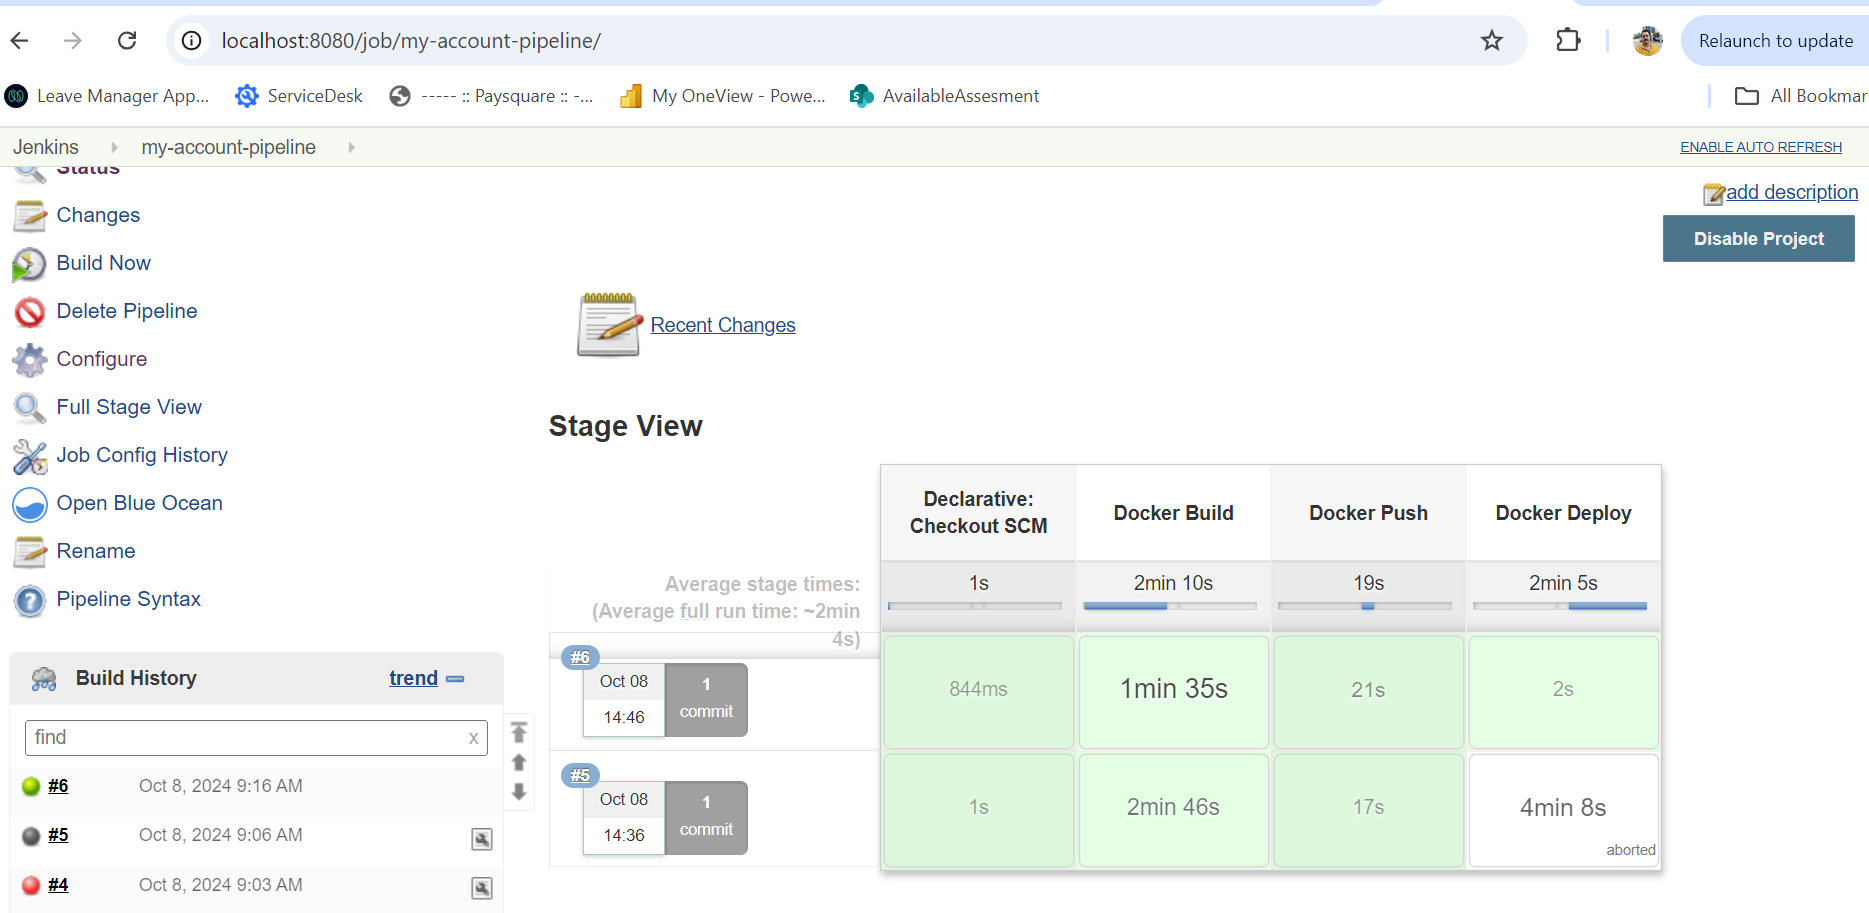 localhost:8080/job/my-account-pipeline/
Relaunch to update
Leave Manager App...
ServiceDesk
----- :: Paysquare :: -...
My OneView - Powe...
AvailableAssesment
All Bookmar
Jenkins
my-account-pipeline
ENABLE AUTO REFRESH
Status
Changes
Build Now
Delete Pipeline
Configure
Full Stage View
Job Config History
Open Blue Ocean
Rename
Pipeline Syntax
add description
Disable Project
Recent Changes
Stage View
Declarative:
Checkout SCM
Docker Build
Docker Push
Docker Deploy
Average stage times:
(Average full run time: ~2min
4s)
1s
2min 10s
19s
2min 5s
#6
Oct 08
14:46
1
commit
844ms
1min 35s
21s
2s
#5
Oct 08
14:36
1
commit
1s
2min 46s
17s
4min 8s
aborted
Build History
trend
find
x
#6 Oct 8, 2024 9:16 AM
#5 Oct 8, 2024 9:06 AM
#4 Oct 8, 2024 9:03 AM